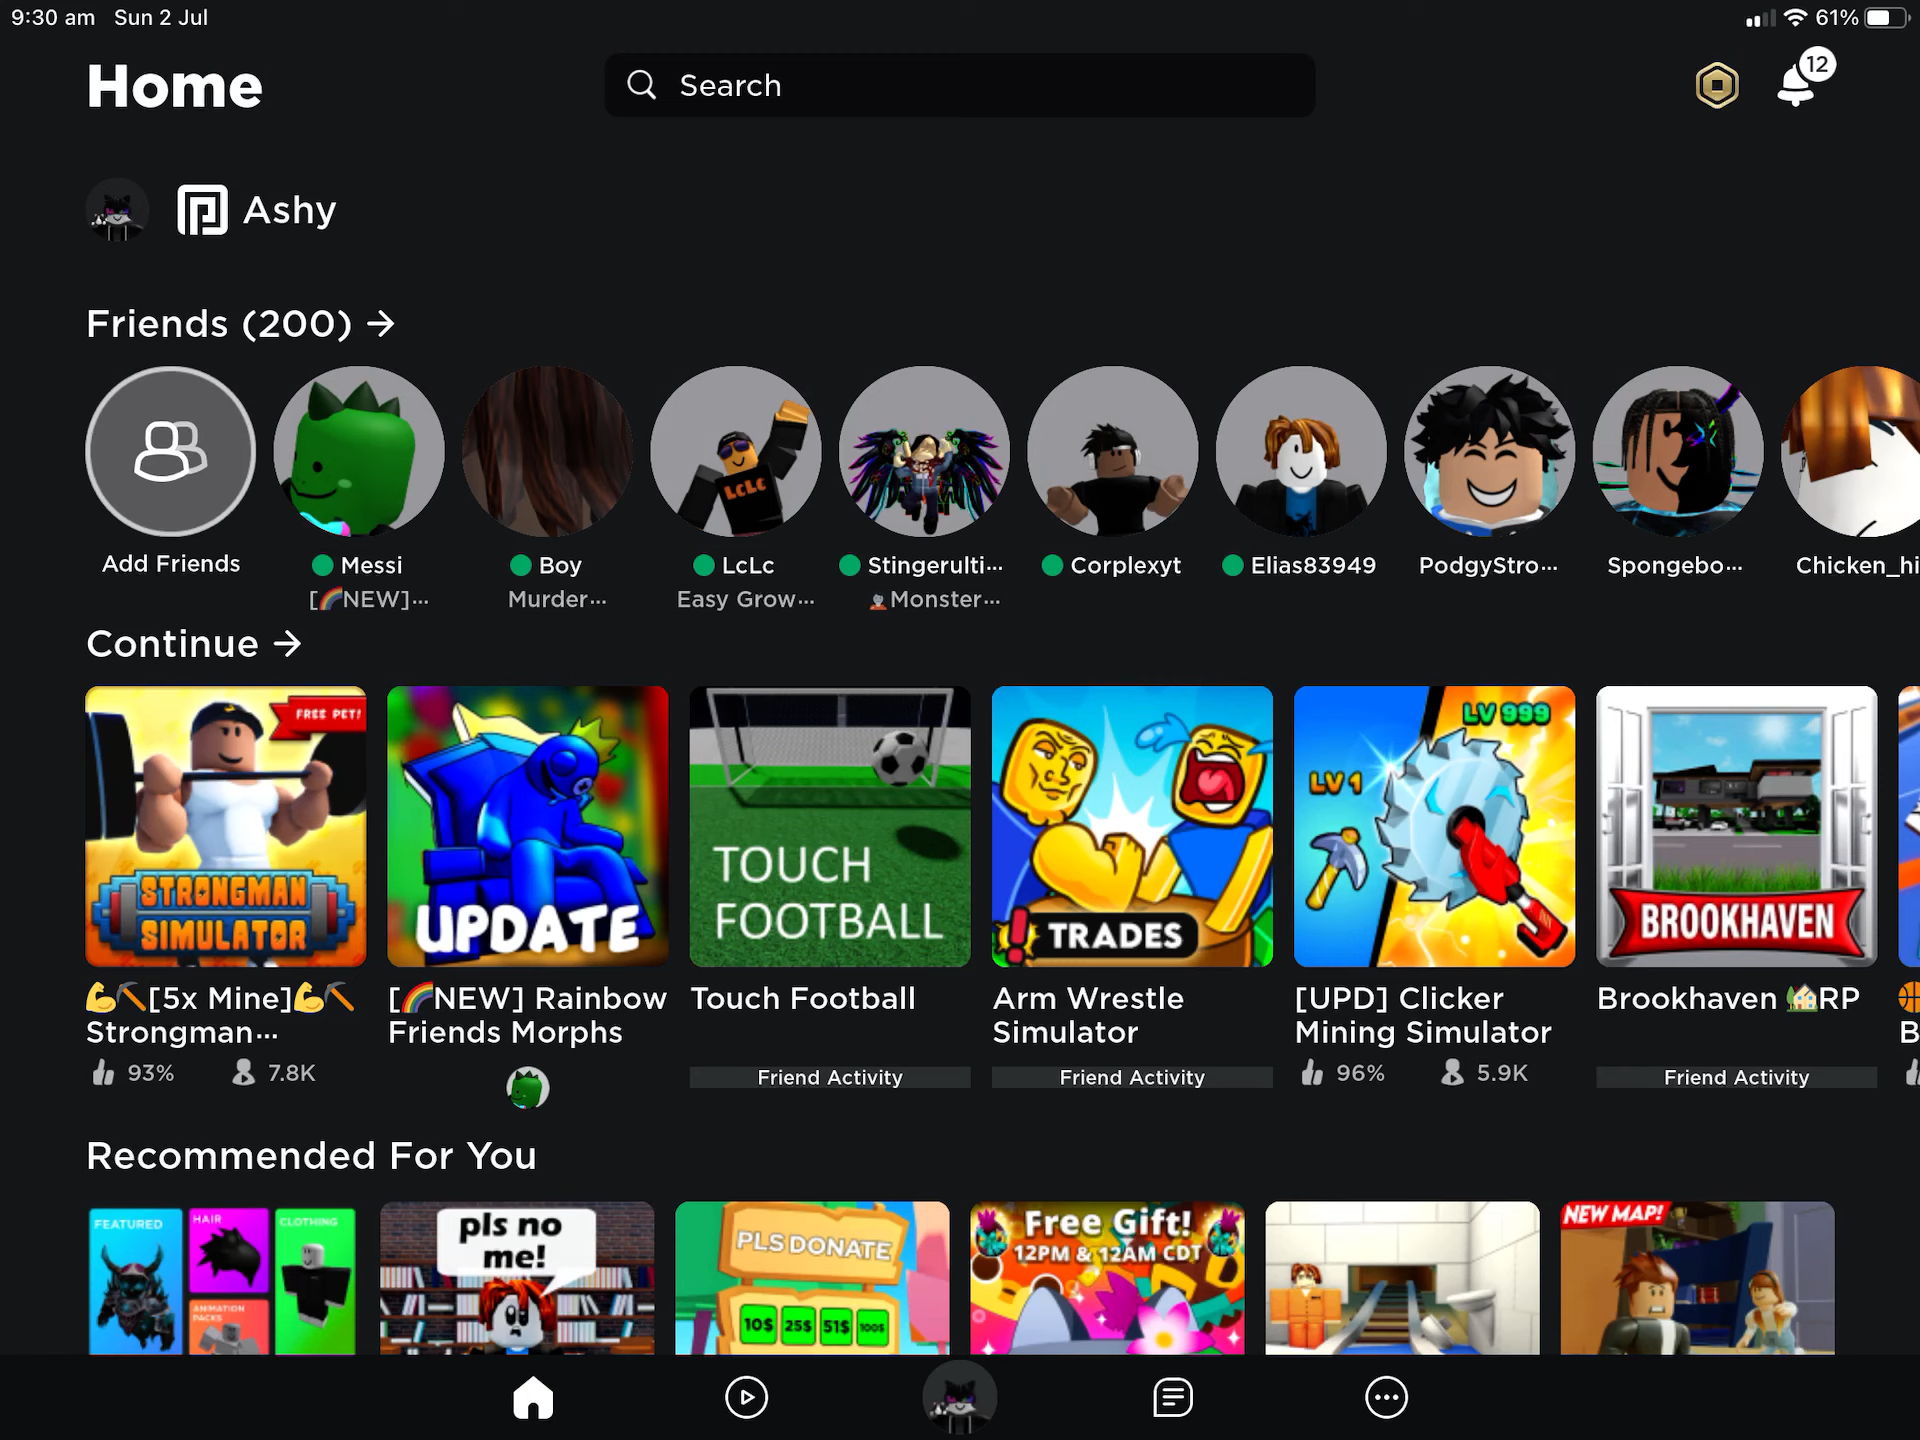 9:30 am Sun 2 Jul
61%
Home
Search
12
Ashy
Friends (200) →
LCLC
Add Friends
Messi
Boy
LcLc
Stingerulti...
Corplexyt
Elias83949
PodgyStro...
Spongebo...
Chicken_hi
[🌈NEW]...
Murder...
Easy Grow...
Monster...
Continue →
FREE PET!
STRONGMAN
SIMULATOR
UPDATE
TOUCH
FOOTBALL
TRADES
LV 999
LV 1
BROOKHAVEN
💪⛏️[5x Mine]💪⛏️
Strongman...
93% 7.8K
[🌈NEW] Rainbow
Friends Morphs
Touch Football
Friend Activity
Arm Wrestle
Simulator
Friend Activity
[UPD] Clicker
Mining Simulator
96% 5.9K
Brookhaven 🏡RP
Friend Activity
🏀
B
Recommended For You
FEATURED
HAIR
CLOTHING
ANIMATION
PACKS
pls no
me!
PLS DONATE
10$ 25$ 51$ 100$
Free Gift!
12PM & 12AM CDT
NEW MAP!